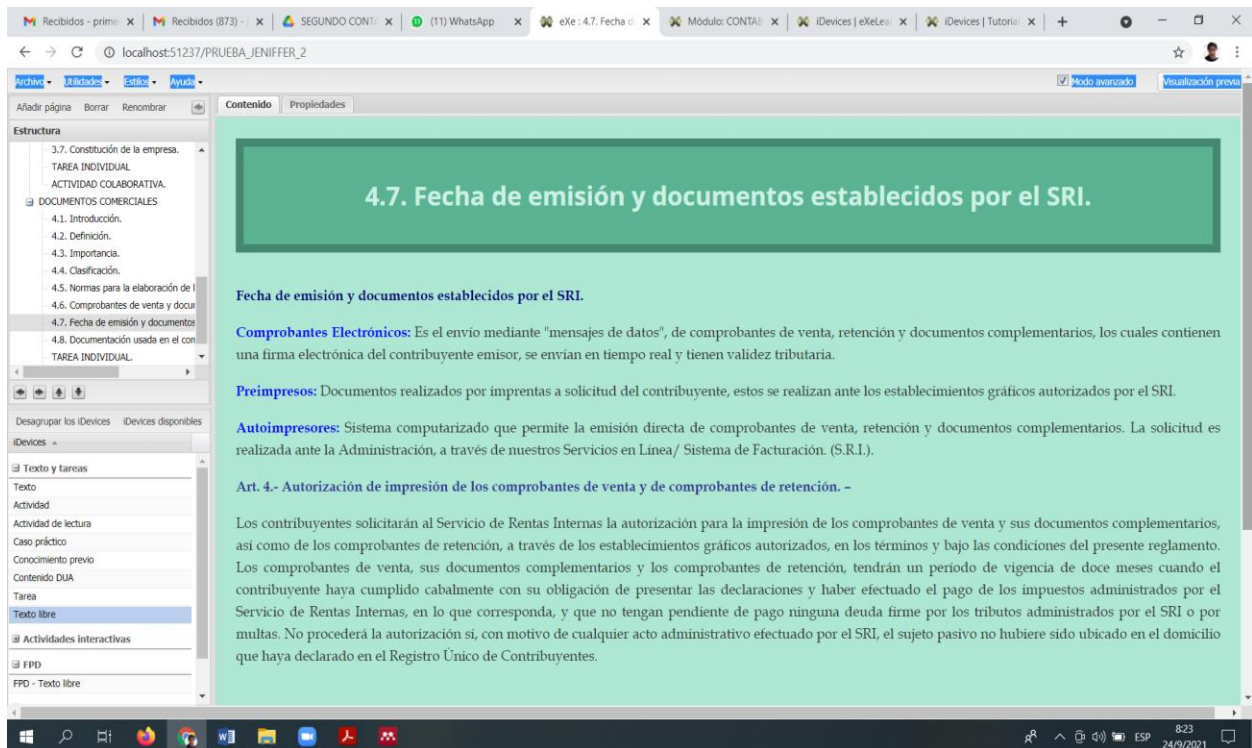 Recibidos - prime
Recibidos (873) -
SEGUNDO CONT
(11) WhatsApp
eXe : 4.7. Fecha d
Módulo: CONTAB
iDevices | eXeLea
iDevices | Tutorial
localhost:51237/PRUEBA_JENIFFER_2
Archivo Utilidades Estilos Ayuda
Modo avanzado Visualización previa
Añadir página Borrar Renombrar
Contenido Propiedades
Estructura
3.7. Constitución de la empresa.
TAREA INDIVIDUAL
ACTIVIDAD COLABORATIVA.
DOCUMENTOS COMERCIALES
4.1. Introducción.
4.2. Definición.
4.3. Importancia.
4.4. Clasificación.
4.5. Normas para la elaboración de l
4.6. Comprobantes de venta y docur
4.7. Fecha de emisión y documentos
4.8. Documentación usada en el con
TAREA INDIVIDUAL.
Desagrupar los iDevices iDevices disponibles
iDevices
Texto y tareas
Texto
Actividad
Actividad de lectura
Caso práctico
Conocimiento previo
Contenido DUA
Tarea
Texto libre
Actividades interactivas
FPD
FPD - Texto libre
4.7. Fecha de emisión y documentos establecidos por el SRI.
Fecha de emisión y documentos establecidos por el SRI.
Comprobantes Electrónicos: Es el envío mediante "mensajes de datos", de comprobantes de venta, retención y documentos complementarios, los cuales contienen
una firma electrónica del contribuyente emisor, se envían en tiempo real y tienen validez tributaria.
Preimpresos: Documentos realizados por imprentas a solicitud del contribuyente, estos se realizan ante los establecimientos gráficos autorizados por el SRI.
Autoimpresores: Sistema computarizado que permite la emisión directa de comprobantes de venta, retención y documentos complementarios. La solicitud es
realizada ante la Administración, a través de nuestros Servicios en Línea/ Sistema de Facturación. (S.R.I.).
Art. 4.- Autorización de impresión de los comprobantes de venta y de comprobantes de retención. –
Los contribuyentes solicitarán al Servicio de Rentas Internas la autorización para la impresión de los comprobantes de venta y sus documentos complementarios,
así como de los comprobantes de retención, a través de los establecimientos gráficos autorizados, en los términos y bajo las condiciones del presente reglamento.
Los comprobantes de venta, sus documentos complementarios y los comprobantes de retención, tendrán un período de vigencia de doce meses cuando el
contribuyente haya cumplido cabalmente con su obligación de presentar las declaraciones y haber efectuado el pago de los impuestos administrados por el
Servicio de Rentas Internas, en lo que corresponda, y que no tengan pendiente de pago ninguna deuda firme por los tributos administrados por el SRI o por
multas. No procederá la autorización sí, con motivo de cualquier acto administrativo efectuado por el SRI, el sujeto pasivo no hubiere sido ubicado en el domicilio
que haya declarado en el Registro Único de Contribuyentes.
ESP
8:23
24/9/2021